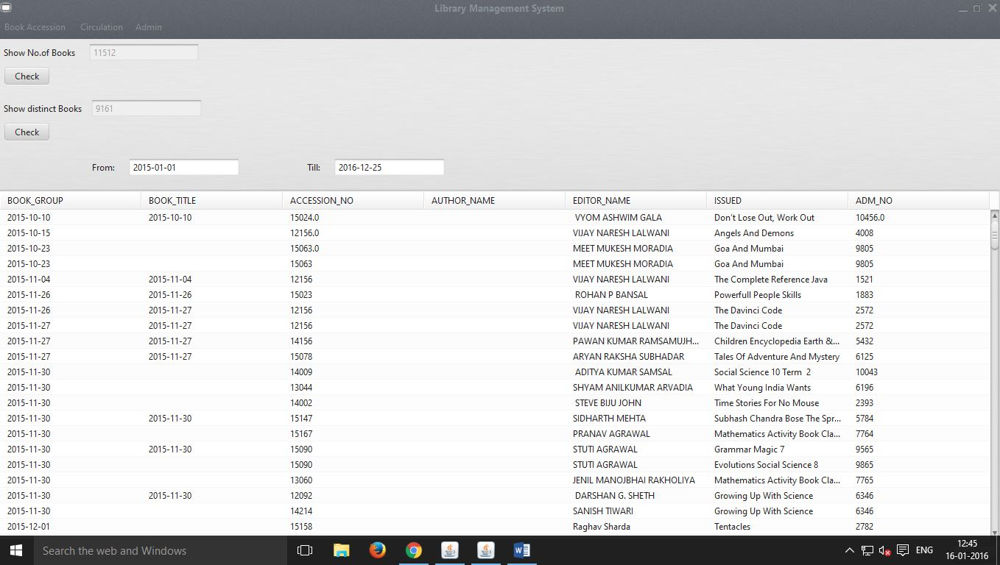 Library Management System
Book Accession Circulation Admin
Show No.of Books 11512
Check
Show distinct Books 9161
Check
From: 2015-01-01 Till: 2016-12-25
BOOK_GROUP BOOK_TITLE ACCESSION_NO AUTHOR_NAME EDITOR_NAME ISSUED ADM_NO
2015-10-10 2015-10-10 15024.0 VYOM ASHWIM GALA Don't Lose Out, Work Out 10456.0
2015-10-15 12156.0 VIJAY NARESH LALWANI Angels And Demons 4008
2015-10-23 15063.0 MEET MUKESH MORADIA Goa And Mumbai 9805
2015-10-23 15063 MEET MUKESH MORADIA Goa And Mumbai 9805
2015-11-04 2015-11-04 12156 VIJAY NARESH LALWANI The Complete Reference Java 1521
2015-11-26 2015-11-26 15023 ROHAN P BANSAL Powerfull People Skills 1883
2015-11-26 2015-11-27 12156 VIJAY NARESH LALWANI The Davinci Code 2572
2015-11-27 2015-11-27 12156 VIJAY NARESH LALWANI The Davinci Code 2572
2015-11-27 2015-11-27 14156 PAWAN KUMAR RAMSAMUJH... Children Encyclopedia Earth &... 5432
2015-11-27 2015-11-27 15078 ARYAN RAKSHA SUBHADAR Tales Of Adventure And Mystery 6125
2015-11-30 14009 ADITYA KUMAR SAMSAL Social Science 10 Term 2 10043
2015-11-30 13044 SHYAM ANILKUMAR ARVADIA What Young India Wants 6196
2015-11-30 14002 STEVE BIJU JOHN Time Stories For No Mouse 2393
2015-11-30 2015-11-30 15147 SIDHARTH MEHTA Subhash Chandra Bose The Spr... 5784
2015-11-30 15167 PRANAV AGRAWAL Mathematics Activity Book Cla... 7764
2015-11-30 2015-11-30 15090 STUTI AGRAWAL Grammar Magic 7 9565
2015-11-30 15090 STUTI AGRAWAL Evolutions Social Science 8 9865
2015-11-30 13060 JENIL MANOJBHAI RAKHOLIYA Mathematics Activity Book Cla... 7765
2015-11-30 2015-11-30 12092 DARSHAN G. SHETH Growing Up With Science 6346
2015-11-30 14214 SANISH TIWARI Growing Up With Science 6346
2015-12-01 15158 Raghav Sharda Tentacles 2782
Search the web and Windows ENG 12:45
16-01-2016